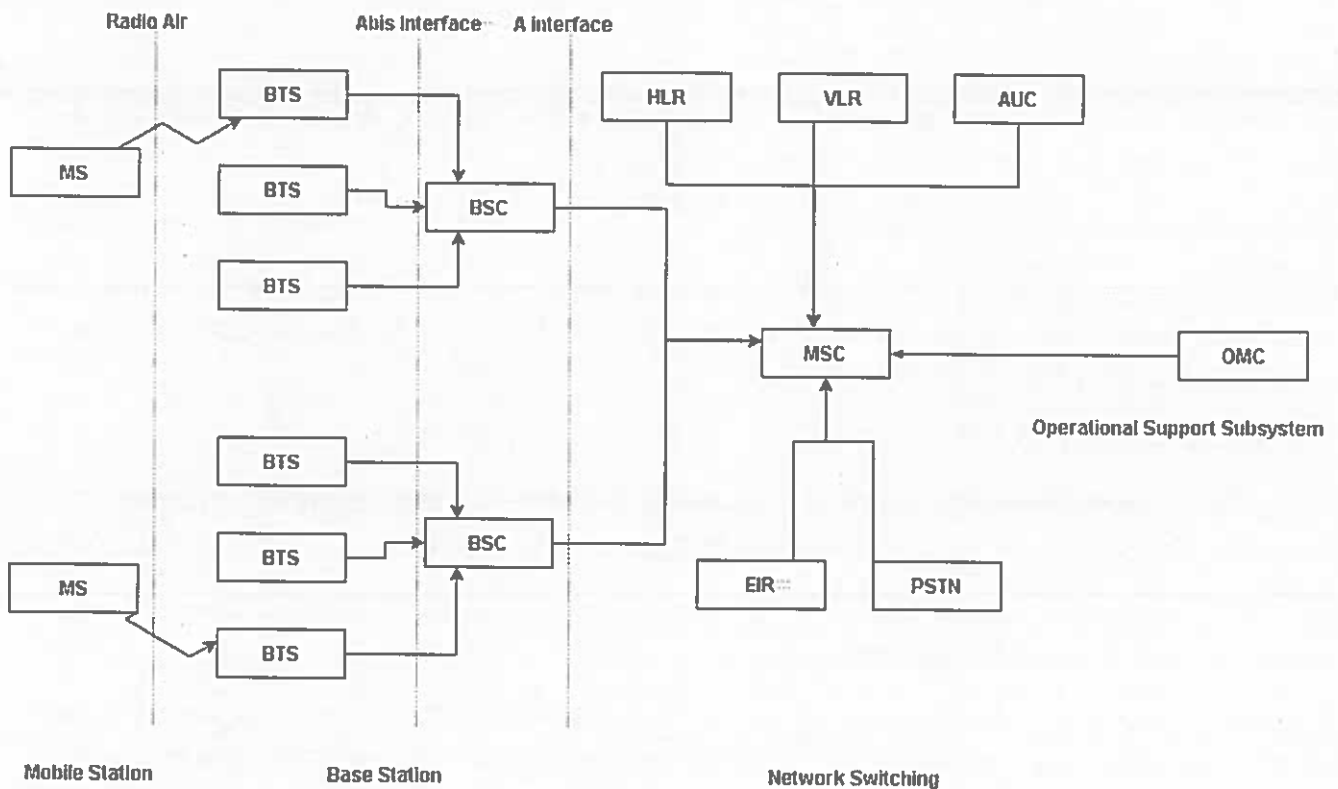 Radio Air
Abis Interface
A interface
BTS
HLR
VLR
AUC
MS
BTS
BSC
BTS
MSC
OMC
Operational Support Subsystem
BTS
BTS
BSC
MS
EIR
PSTN
BTS
Mobile Station
Base Station
Network Switching